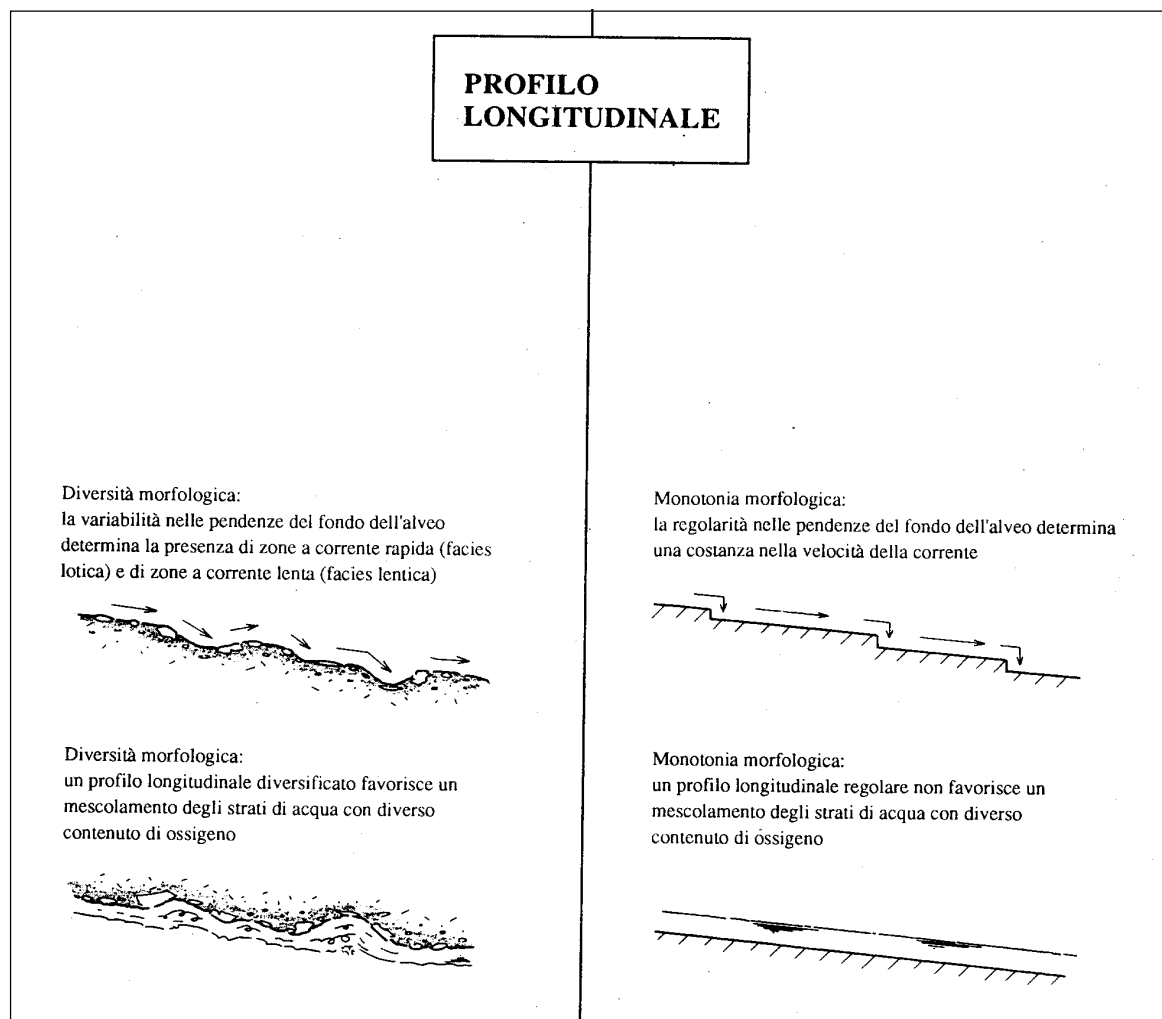 PROFILO
LONGITUDINALE
Diversità morfologica:
la variabilità nelle pendenze del fondo dell'alveo
determina la presenza di zone a corrente rapida (facies
lotica) e di zone a corrente lenta (facies lentica)
Monotonia morfologica:
la regolarità nelle pendenze del fondo dell'alveo determina
una costanza nella velocità della corrente
Diversità morfologica:
un profilo longitudinale diversificato favorisce un
mescolamento degli strati di acqua con diverso
contenuto di ossigeno
Monotonia morfologica:
un profilo longitudinale regolare non favorisce un
mescolamento degli strati di acqua con diverso
contenuto di ossigeno